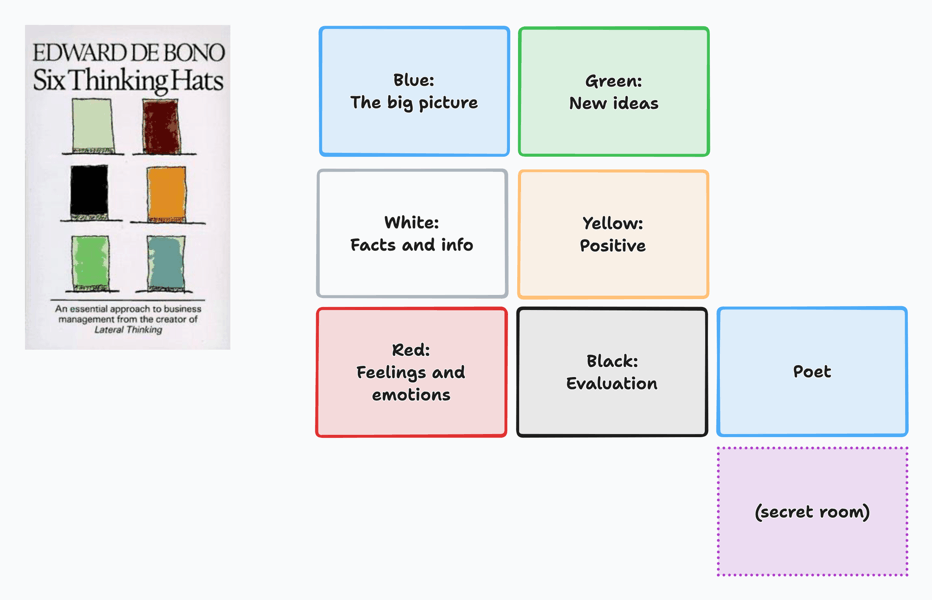 EDWARD DE BONO
Six Thinking Hats
An essential approach to business
management from the creator of
Lateral Thinking
Blue:
The big picture
Green:
New ideas
White:
Facts and info
Yellow:
Positive
Red:
Feelings and
emotions
Black:
Evaluation
Poet
(secret room)